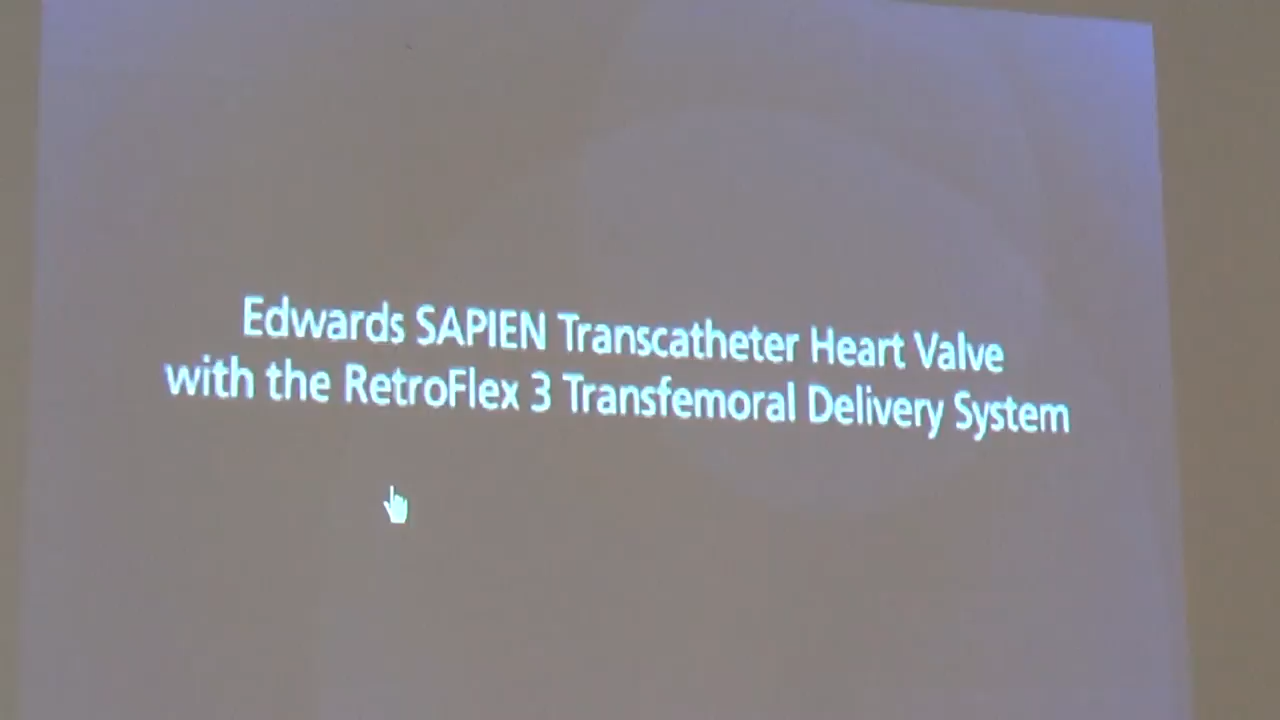 Edwards SAPIEN Transcatheter Heart Valve
with the RetroFlex 3 Transfemoral Delivery System